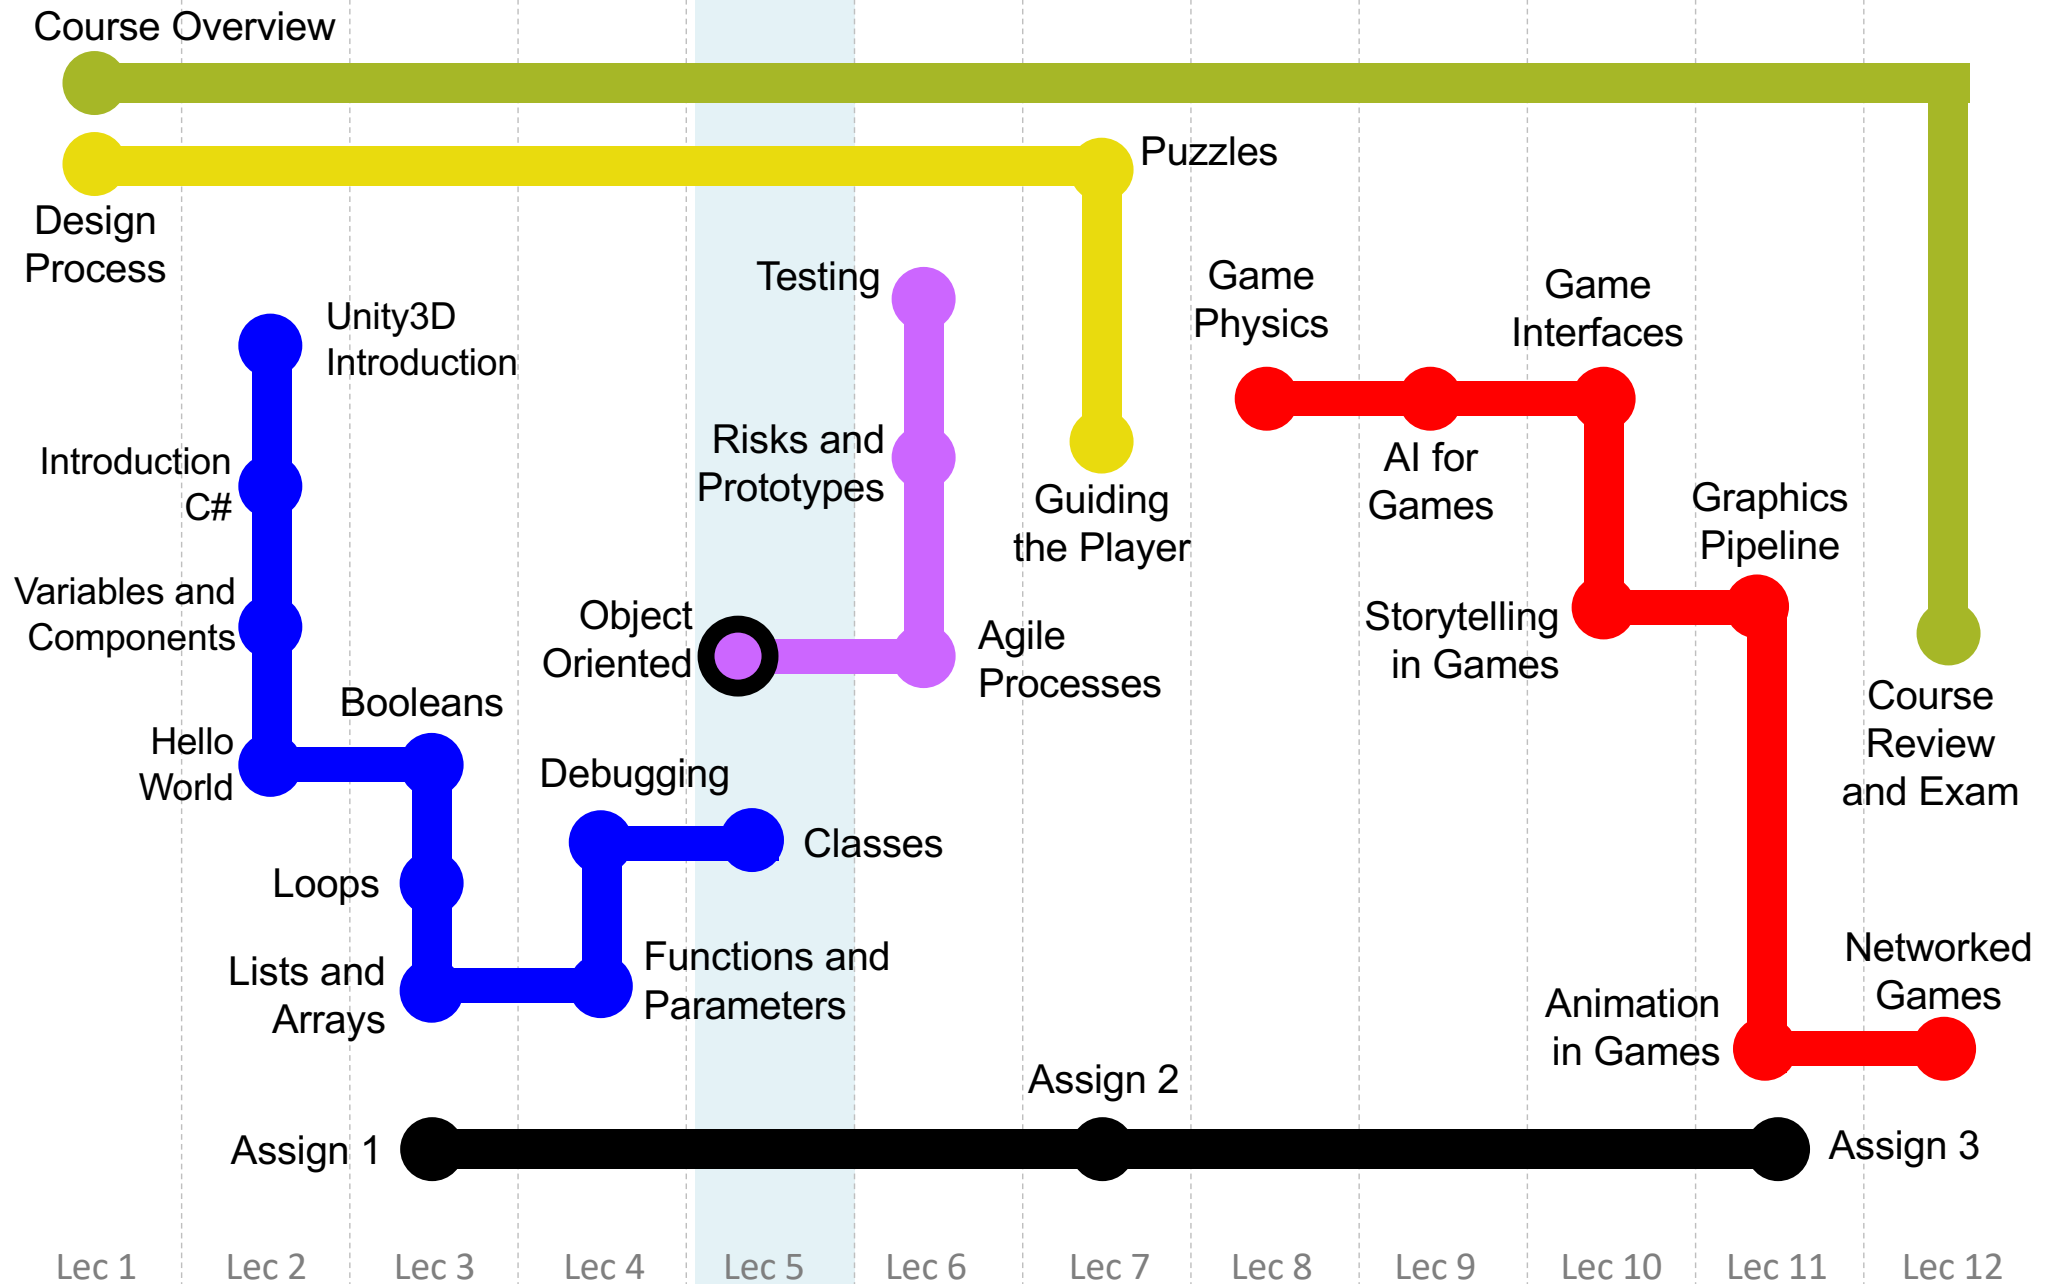 Course Overview
Design
Process
Puzzles
Unity3D
Introduction
Testing
Game
Physics
Game
Interfaces
Introduction
C#
Risks and
Prototypes
Guiding
the Player
AI for
Games
Graphics
Pipeline
Variables and
Components
Object
Oriented
Agile
Processes
Storytelling
in Games
Course
Review
and Exam
Hello
World
Booleans
Debugging
Classes
Loops
Lists and
Arrays
Functions and
Parameters
Animation
in Games
Networked
Games
Assign 1
Assign 2
Assign 3
Lec 1
Lec 2
Lec 3
Lec 4
Lec 5
Lec 6
Lec 7
Lec 8
Lec 9
Lec 10
Lec 11
Lec 12